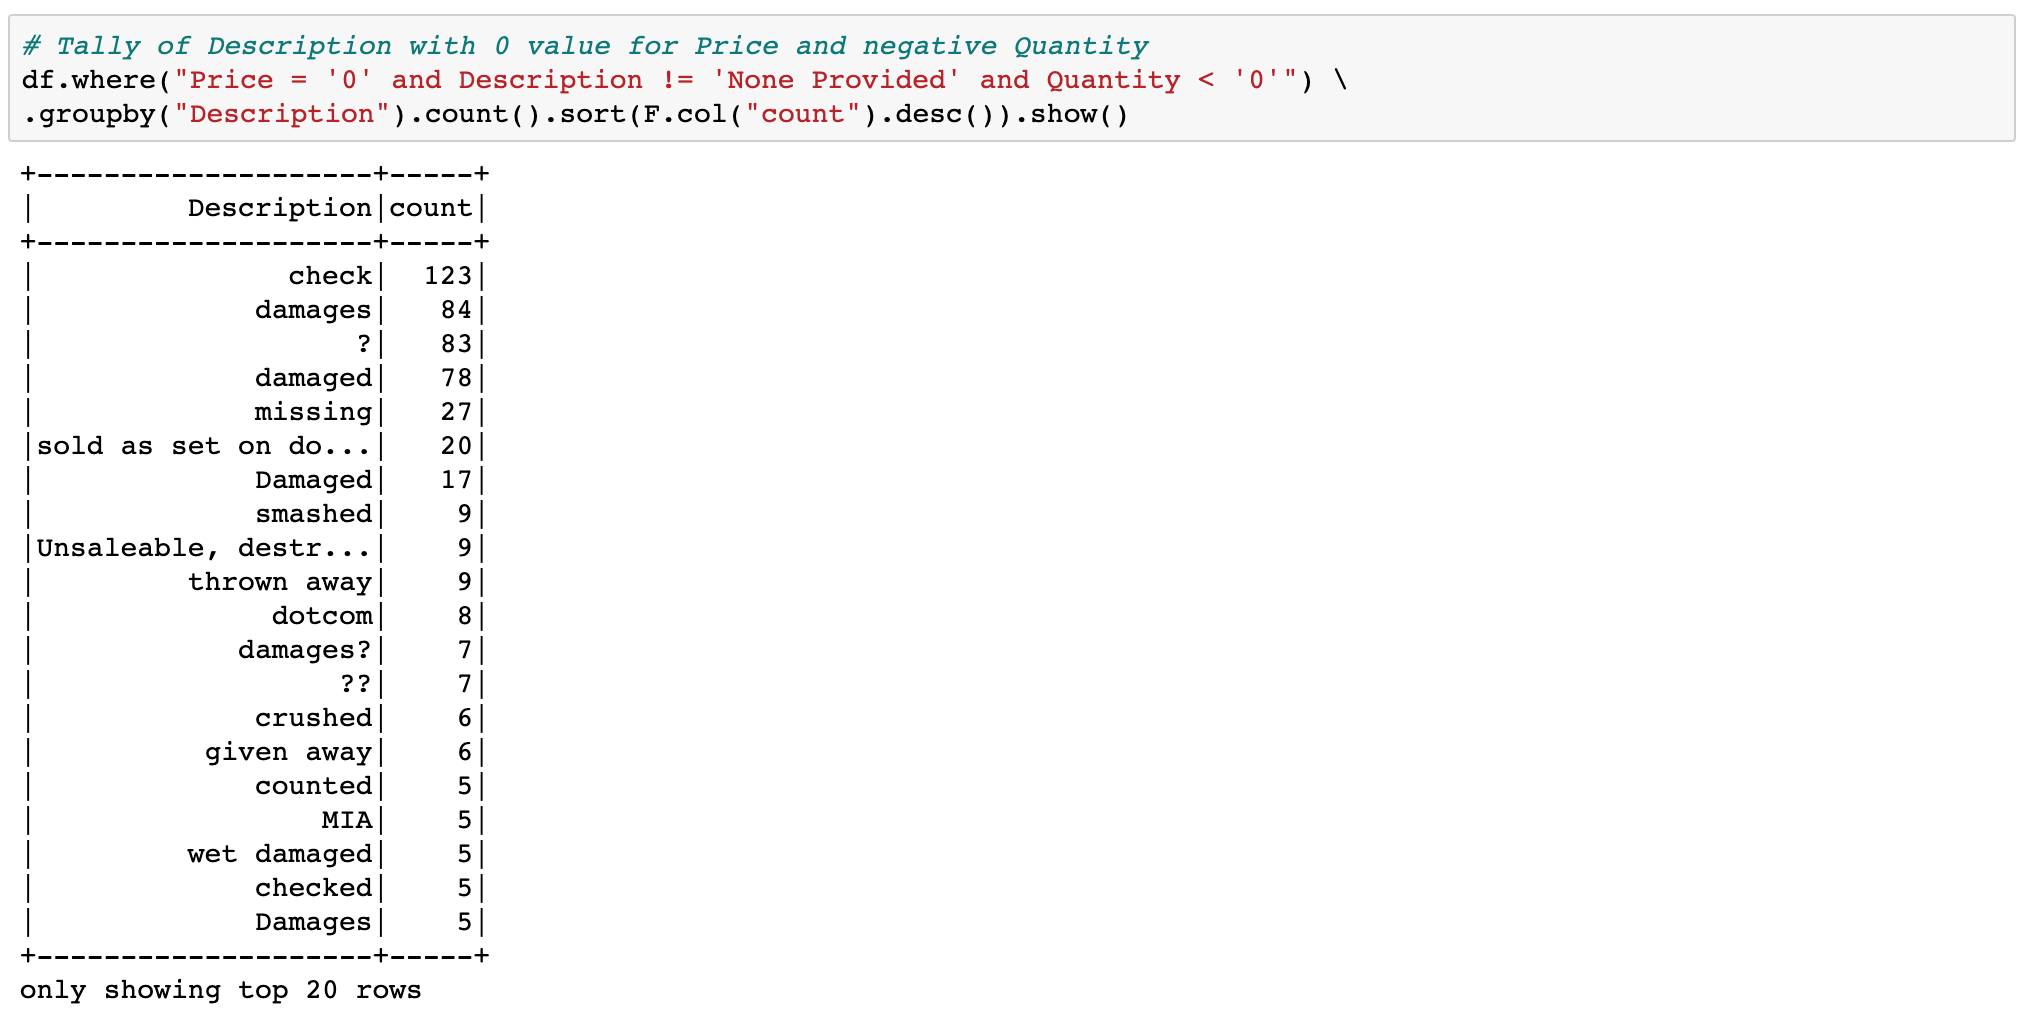 # Tally of Description with 0 value for Price and negative Quantity
df.where("Price = '0' and Description != 'None Provided' and Quantity < '0'") \
.groupby("Description").count().sort(F.col("count").desc()).show()
+--------------------+-----+
|         Description|count|
+--------------------+-----+
|               check|  123|
|             damages|   84|
|                   ?|   83|
|             damaged|   78|
|             missing|   27|
|sold as set on do...|   20|
|             Damaged|   17|
|             smashed|    9|
|Unsaleable, destr...|    9|
|         thrown away|    9|
|              dotcom|    8|
|            damages?|    7|
|                  ??|    7|
|             crushed|    6|
|          given away|    6|
|             counted|    5|
|                 MIA|    5|
|         wet damaged|    5|
|             checked|    5|
|             Damages|    5|
+--------------------+-----+
only showing top 20 rows